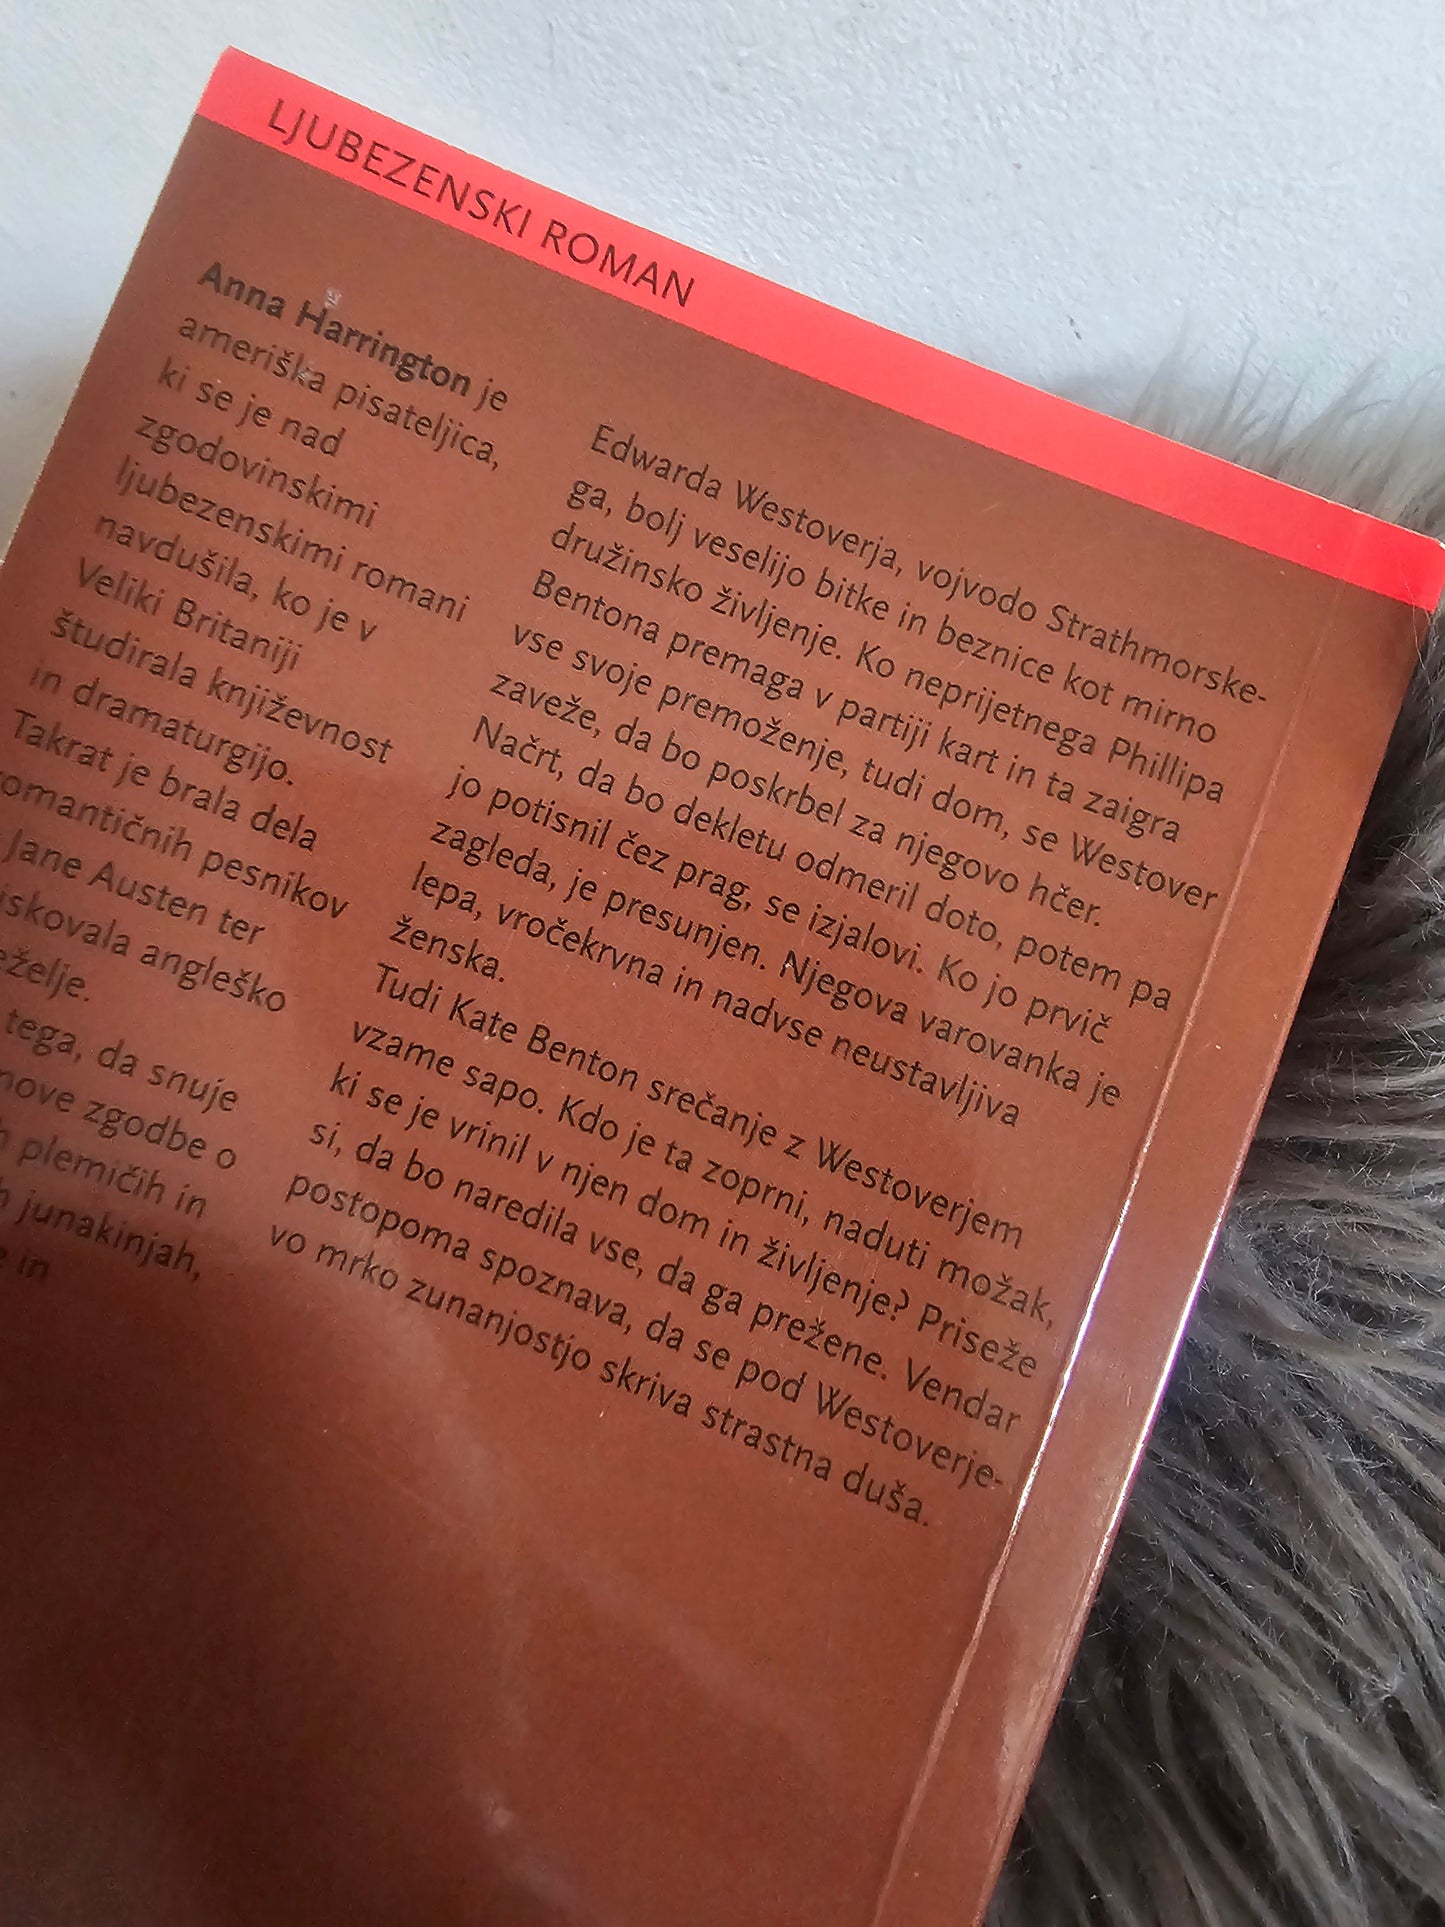 LJUBEZENSKI ROMAN
Anna Harrington je
ameriška pisateljica,
ki se je nad
zgodovinskimi
ljubezenskimi romani
navdušila, ko je v
Veliki Britaniji
študirala književnost
in dramaturgijo.
Takrat je brala dela
omantičnih pesnikov
Jane Austen ter
iskovala angleško
eželje.
tega, da snuje
nove zgodbe o
plemičih in
junakinjah,
in
Edwarda Westoverja, vojvodo Strathmorske-
ga, bolj veselijo bitke in beznice kot mirno
družinsko življenje. Ko neprijetnega Phillipa
Bentona premaga v partiji kart in ta zaigra
vse svoje premoženje, tudi dom, se Westover
zaveže, da bo poskrbel za njegovo hčer.
Načrt, da bo dekletu odmeril doto, potem pa
jo potisnil čez prag, se izjalovi. Ko jo prvič
zagleda, je presunjen. Njegova varovanka je
lepa, vročekrvna in nadvse neustavljiva
ženska.
Tudi Kate Benton srečanje z Westoverjem
vzame sapo. Kdo je ta zoprni, naduti možak,
ki se je vrinil v njen dom in življenje? Priseže
si, da bo naredila vse, da ga prežene. Vendar
postopoma spoznava, da se pod Westoverje-
vo mrko zunanjostjo skriva strastna duša.